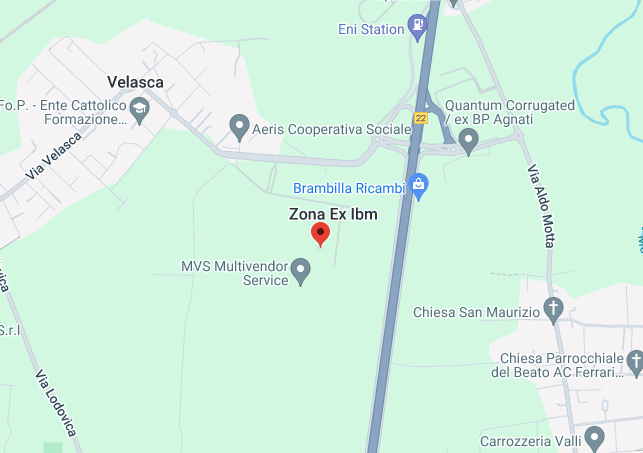 Eni Station
Velasca
Fo.P. - Ente Cattolico
Formazione...
Quantum Corrugated
/ ex BP Agnati
22
Aeris Cooperativa Sociale
Via Velasca
Brambilla Ricambi
Via Aldo Motta
Zona Ex Ibm
MVS Multivendor
Service
Chiesa San Maurizio
S.r.l
Chiesa Parrocchiale
del Beato AC Ferrari...
Via Lodovica
Carrozzeria Valli